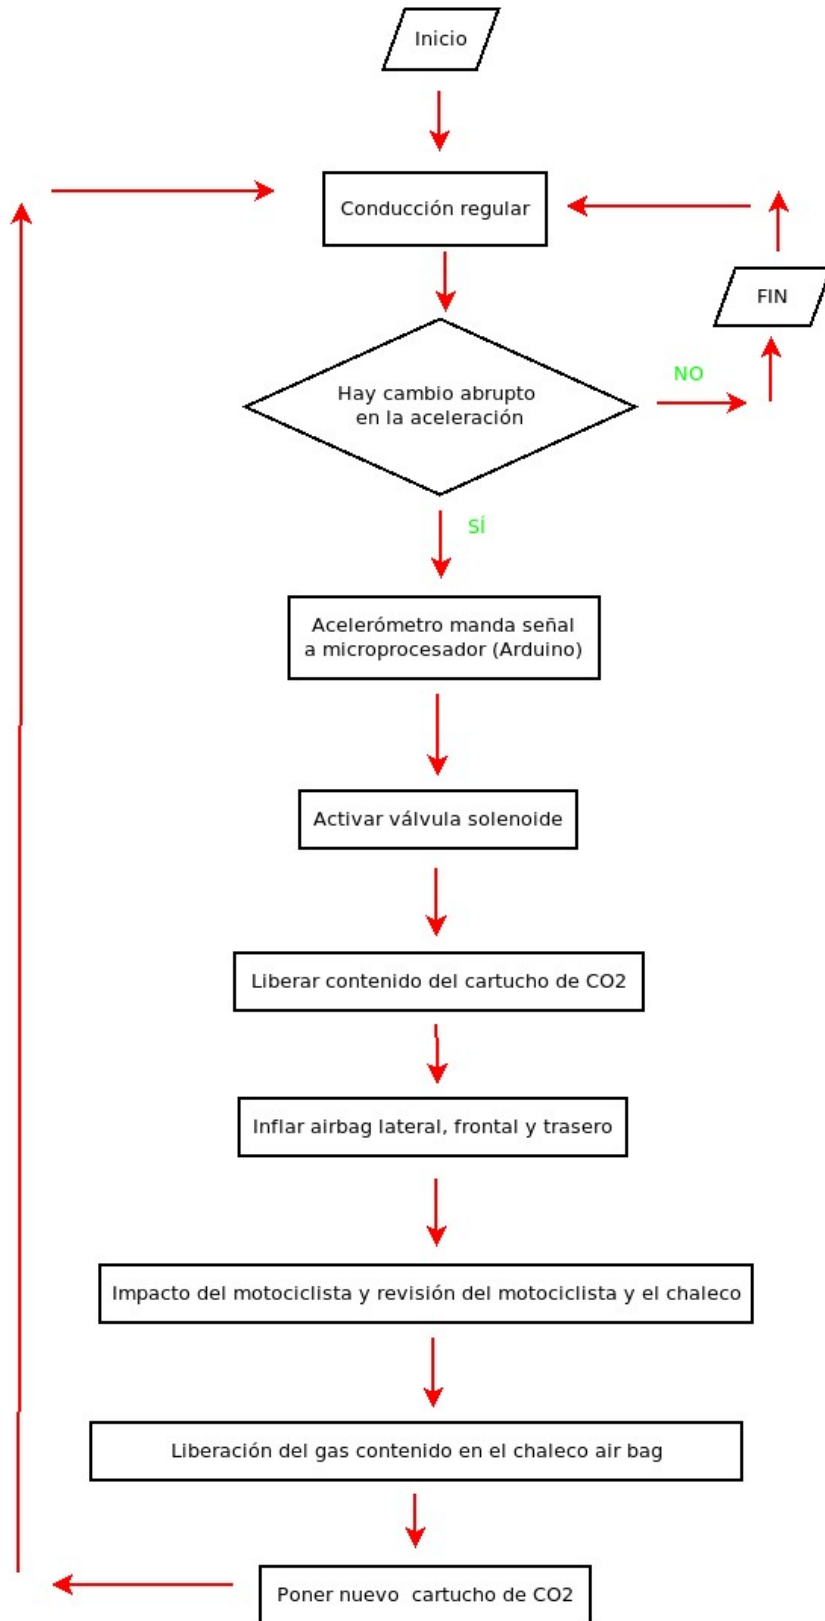 Inicio
Conducción regular
FIN
Hay cambio abrupto
en la aceleración
NO
SÍ
Acelerómetro manda señal
a microprocesador (Arduino)
Activar válvula solenoide
Liberar contenido del cartucho de CO2
Inflar airbag lateral, frontal y trasero
Impacto del motociclista y revisión del motociclista y el chaleco
Liberación del gas contenido en el chaleco air bag
Poner nuevo cartucho de CO2